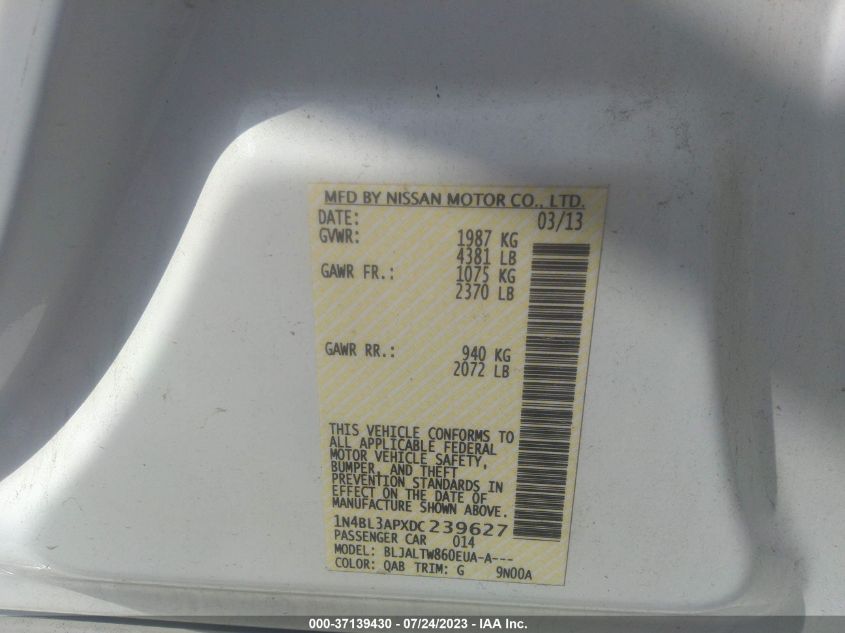 MFD BY NISSAN MOTOR CO., LTD.
DATE: 03/13
GVWR: 1987 KG
4381 LB
GAWR FR.: 1075 KG
2370 LB
GAWR RR.: 940 KG
2072 LB
THIS VEHICLE CONFORMS TO
ALL APPLICABLE FEDERAL
MOTOR VEHICLE SAFETY,
BUMPER, AND THEFT
PREVENTION STANDARDS IN
EFFECT ON THE DATE OF
MANUFACTURE SHOWN ABOVE.
1N4BL3APXDC239627
PASSENGER CAR 014
MODEL: BLJALTW860EUA-A---
COLOR: QAB TRIM: G 9N00A
000-37139430 - 07/24/2023 - IAA Inc.